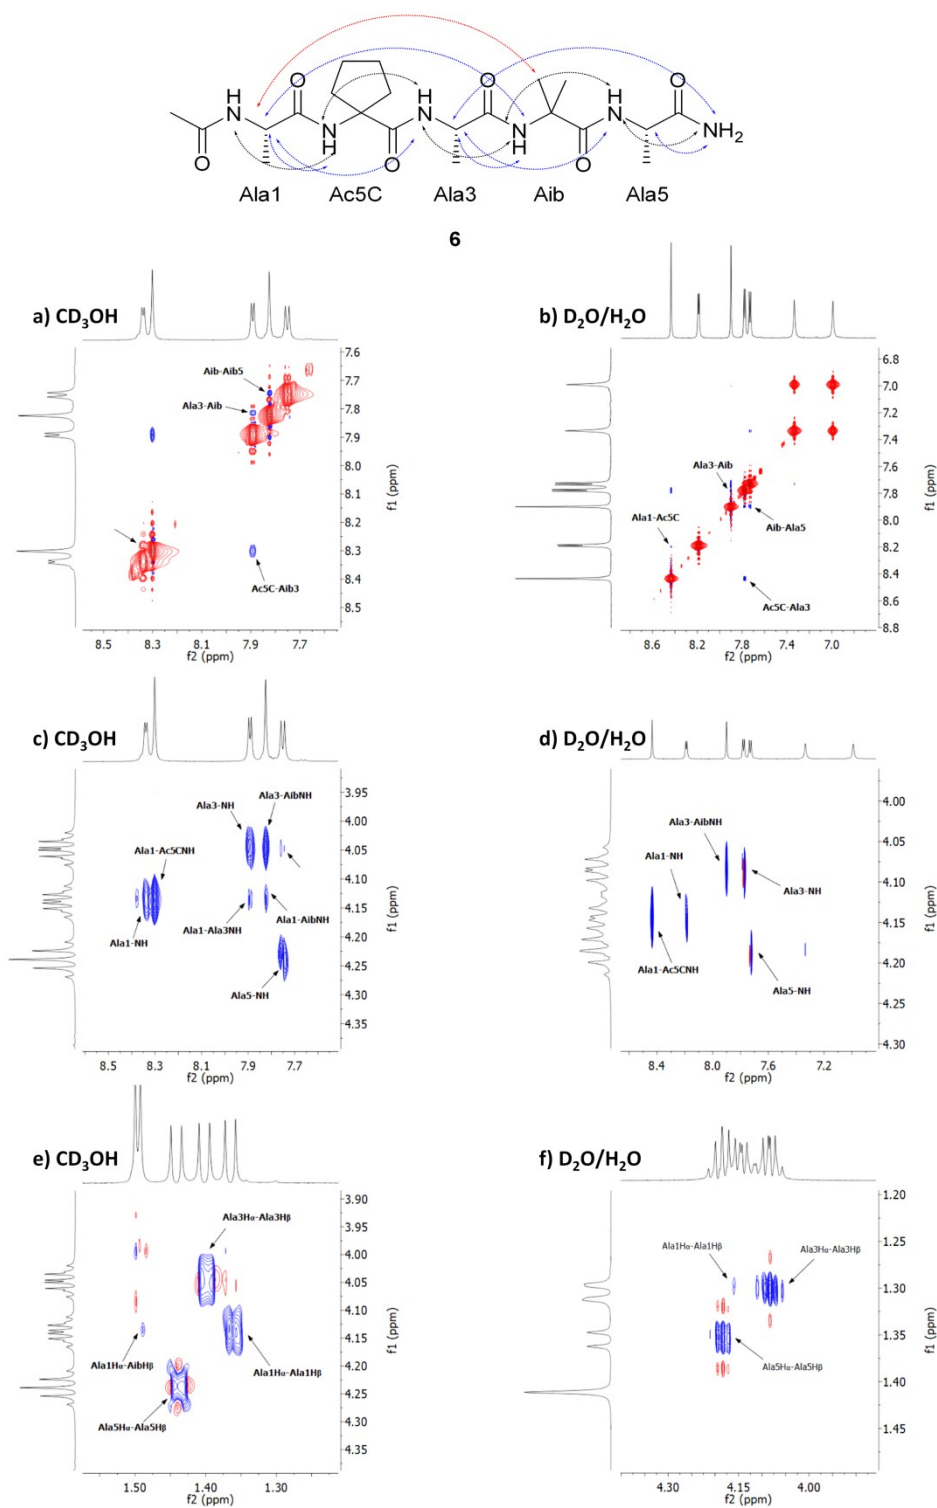 O
O
O
H
N
H
N
H
N
N
H
N
H
NH2
O
O
O
Ala1 Ac5C Ala3 Aib Ala5
6
a) CD3OH
Aib-Aib5
Ala3-Aib
Ac5C-Aib3
7.6
7.7
7.8
7.9
8.0
8.1
8.2
8.3
8.4
8.5
f1 (ppm)
8.5 8.3 8.1 7.9 7.7
f2 (ppm)
b) D2O/H2O
Ala3-Aib
Ala1-Ac5C
Aib-Ala5
Ac5C-Ala3
6.8
7.0
7.2
7.4
7.6
7.8
8.0
8.2
8.4
8.6
8.8
f1 (ppm)
8.6 8.2 7.8 7.4 7.0
f2 (ppm)
c) CD3OH
Ala3-NH
Ala3-AibNH
Ala1-Ac5CNH
Ala1-AibNH
Ala1-Ala3NH
Ala1-NH
Ala5-NH
3.95
4.00
4.05
4.10
4.15
4.20
4.25
4.30
4.35
f1 (ppm)
8.5 8.3 8.1 7.9 7.7
f2 (ppm)
d) D2O/H2O
Ala3-AibNH
Ala1-NH
Ala3-NH
Ala1-Ac5CNH
Ala5-NH
4.00
4.05
4.10
4.15
4.20
4.25
4.30
f1 (ppm)
8.4 8.0 7.6 7.2
f2 (ppm)
e) CD3OH
Ala3Hα-Ala3Hβ
Ala1Hα-AibHβ
Ala1Hα-Ala1Hβ
Ala5Hα-Ala5Hβ
3.90
3.95
4.00
4.05
4.10
4.15
4.20
4.25
4.30
4.35
f1 (ppm)
1.50 1.40 1.30
f2 (ppm)
f) D2O/H2O
Ala1Hα-Ala1Hβ
Ala3Hα-Ala3Hβ
Ala5Hα-Ala5Hβ
1.20
1.25
1.30
1.35
1.40
1.45
f1 (ppm)
4.30 4.15 4.00
f2 (ppm)